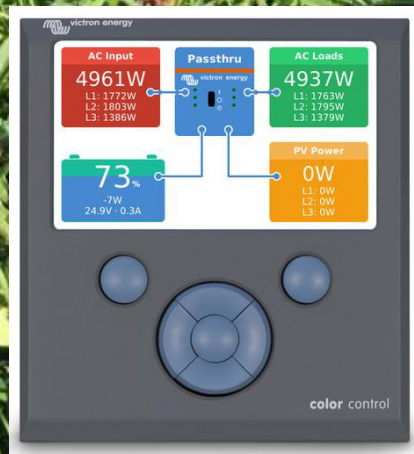 victron energy
AC Input
4961W
L1: 1772W
L2: 1803W
L3: 1386W
Passthru
victron energy
AC Loads
4937W
L1: 1763W
L2: 1795W
L3: 1379W
73%
-7W
24.9V · 0.3A
PV Power
0W
L1: 0W
L2: 0W
L3: 0W
color control